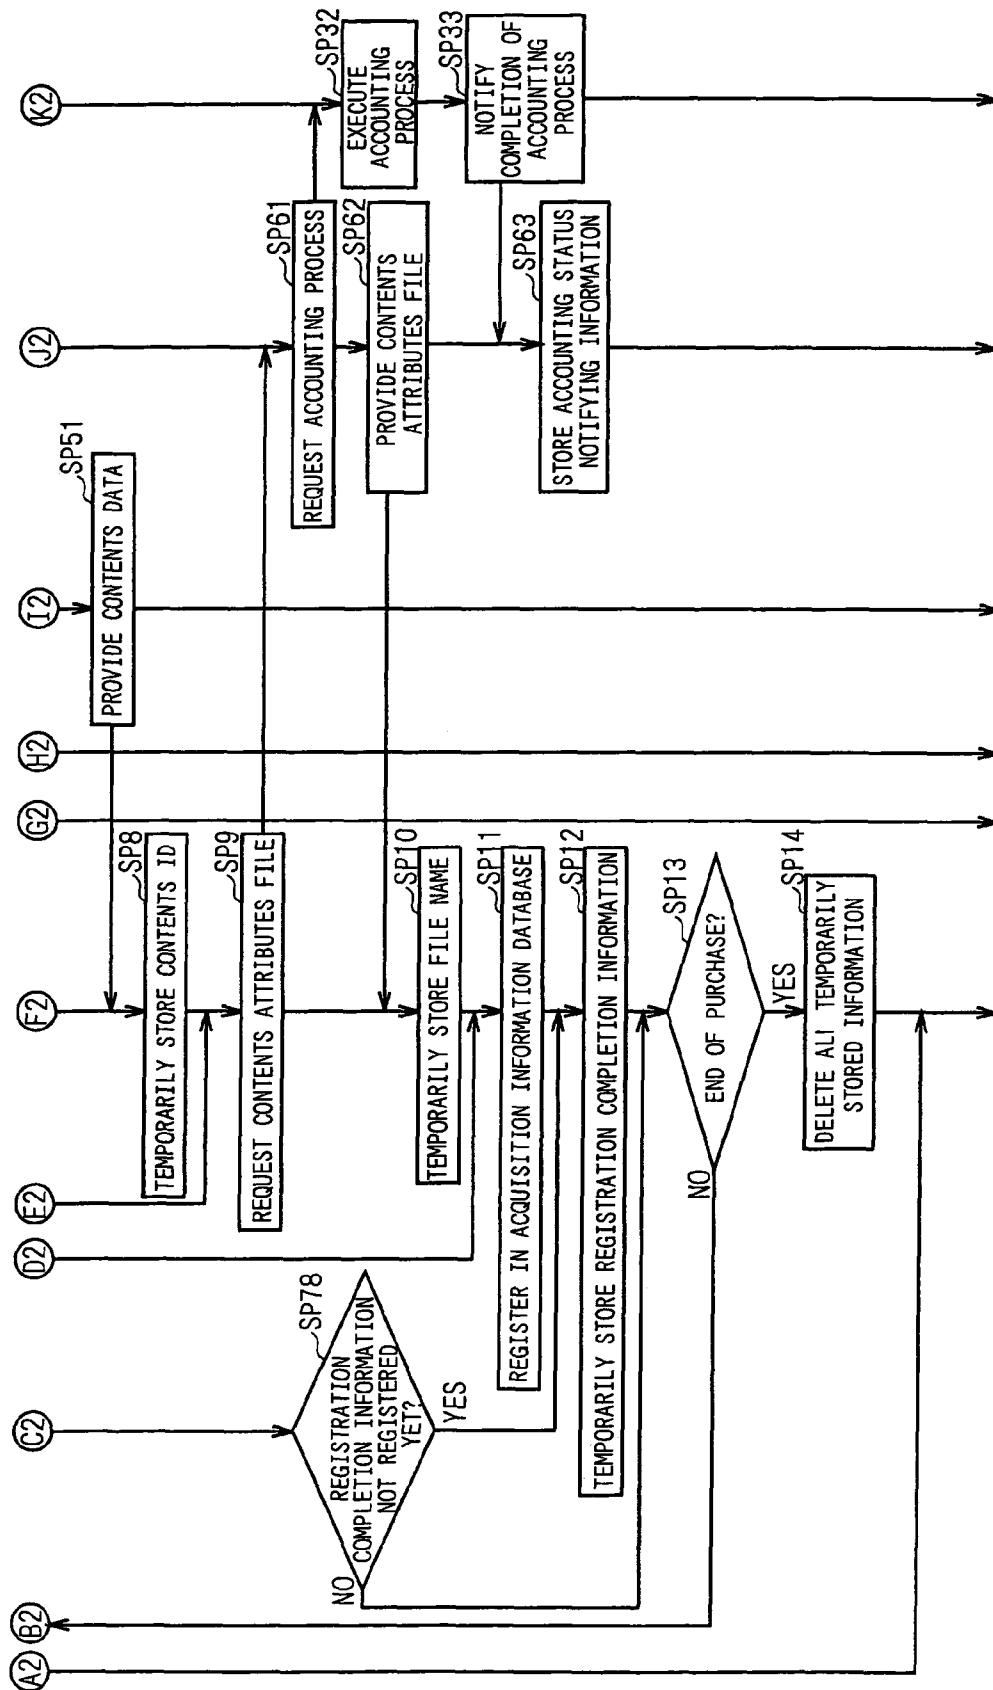 A2
B2
C2
D2
E2
F2
G2
H2
I2
J2
K2
SP51
PROVIDE CONTENTS DATA
SP8
TEMPORARILY STORE CONTENTS ID
SP9
REQUEST CONTENTS ATTRIBUTES FILE
SP61
REQUEST ACCOUNTING PROCESS
SP32
EXECUTE
ACCOUNTING
PROCESS
SP62
PROVIDE CONTENTS
ATTRIBUTES FILE
SP33
NOTIFY
COMPLETION OF
ACCOUNTING
PROCESS
SP63
STORE ACCOUNTING STATUS
NOTIFYING INFORMATION
SP78
REGISTRATION
COMPLETION INFORMATION
NOT REGISTERED
YET?
NO
YES
SP10
TEMPORARILY STORE FILE NAME
SP11
REGISTER IN ACQUISITION INFORMATION DATABASE
SP12
TEMPORARILY STORE REGISTRATION COMPLETION INFORMATION
SP13
END OF PURCHASE?
NO
YES
SP14
DELETE ALL TEMPORARILY
STORED INFORMATION